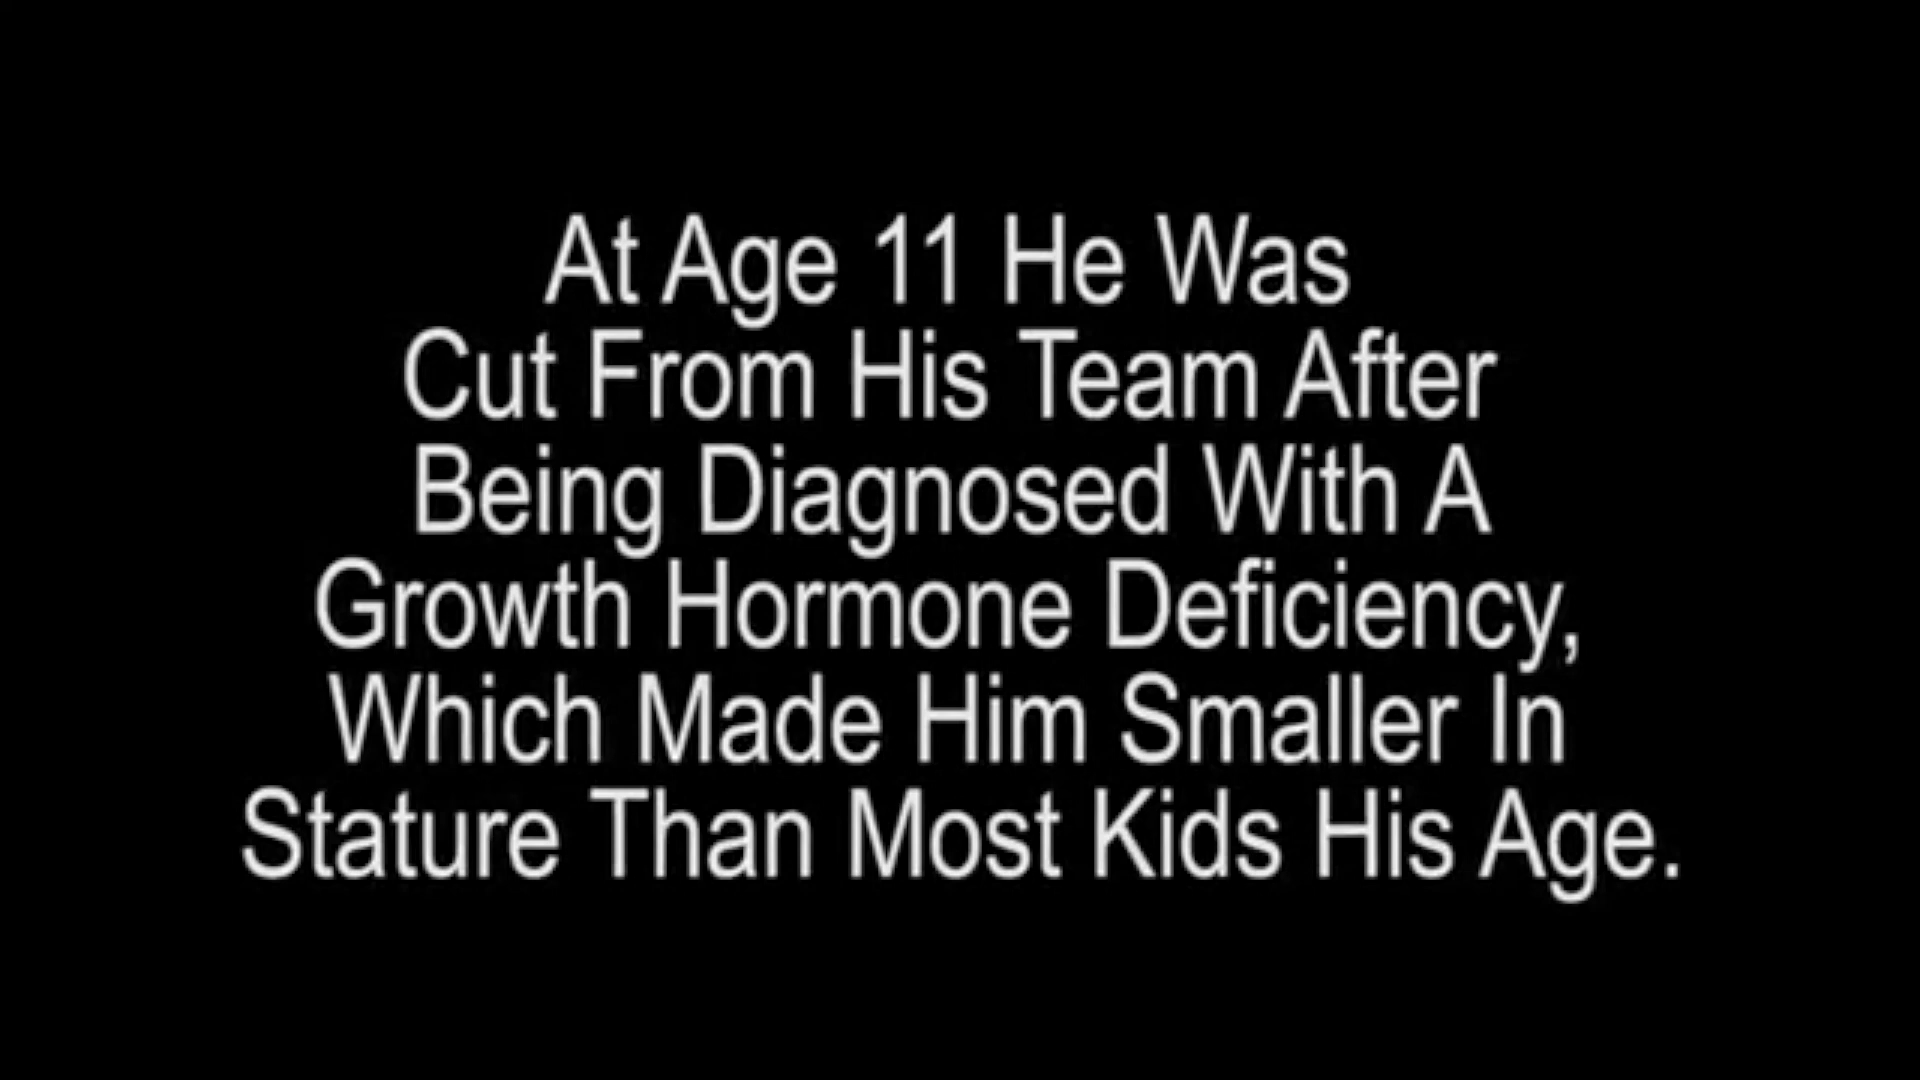 At Age 11 He Was
Cut From His Team After
Being Diagnosed With A
Growth Hormone Deficiency,
Which Made Him Smaller In
Stature Than Most Kids His Age.